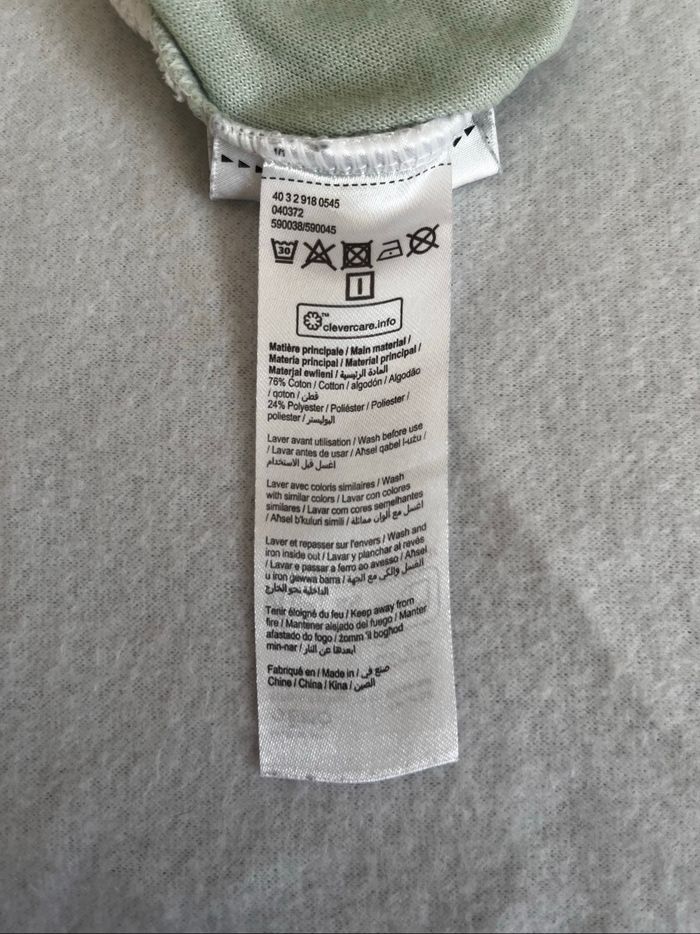 40 3 2 918 0545
040372
590038/590045
30
clevercare.info
Matière principale / Main material /
Materia principal / Material principal /
Materjal ewlieni / المادة الرئيسية
76% Coton / Cotton / algodón / Algodão
/ qoton / قطن
24% Polyester / Poliéster / Poliester /
poliester / البوليستر
Laver avant utilisation / Wash before use
/ Lavar antes de usar / Aħsel qabel l-użu /
اغسل قبل الاستخدام
Laver avec coloris similaires / Wash
with similar colors / Lavar con colores
similares / Lavar com cores semelhantes
/ Aħsel b'kuluri simili / اغسل مع ألوان مماثلة
Laver et repasser sur l'envers / Wash and
iron inside out / Lavar y planchar al revés
/ Lavar e passar a ferro ao avesso / Aħsel
u iron ġewwa barra / الغسل والكي مع الجهة
الداخلية نحو الخارج
Tenir éloigné du feu / Keep away from
fire / Mantener alejado del fuego / Manter
afastado do fogo / żomm 'il bogħod
min-nar / ابعدها عن النار
Fabriqué en / Made in / صنع في
Chine / China / Kina / الصين